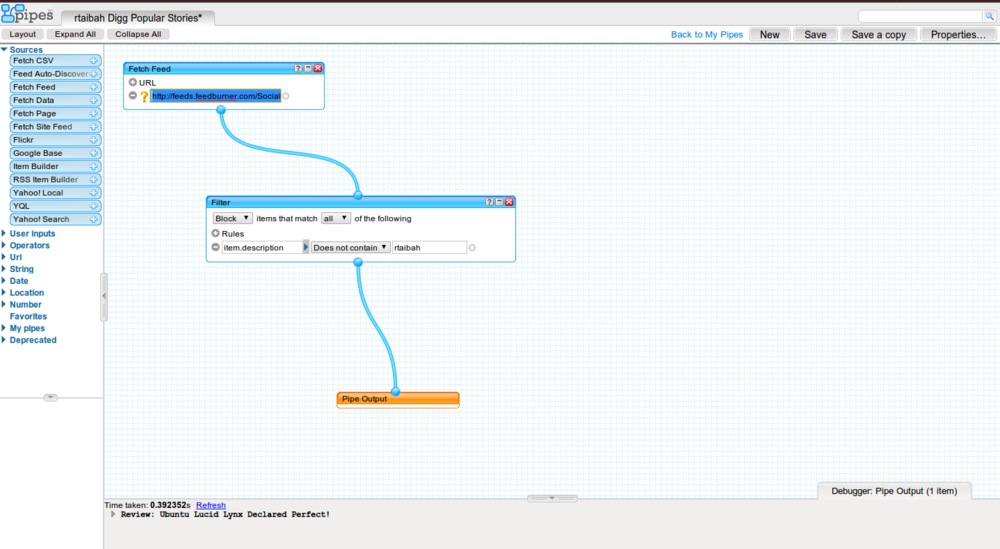 pipes
rtaibah Digg Popular Stories*
Layout Expand All Collapse All
Back to My Pipes New Save Save a copy Properties...
Sources
Fetch CSV
Feed Auto-Discover
Fetch Feed
Fetch Data
Fetch Page
Fetch Site Feed
Flickr
Google Base
Item Builder
RSS Item Builder
Yahoo! Local
YQL
Yahoo! Search
User inputs
Operators
Url
String
Date
Location
Number
Favorites
My pipes
Deprecated
Fetch Feed
URL
http://feeds.feedburner.com/Social
Filter
Block items that match all of the following
Rules
item.description Does not contain rtaibah
Pipe Output
Debugger: Pipe Output (1 item)
Time taken: 0.392352s Refresh
Review: Ubuntu Lucid Lynx Declared Perfect!